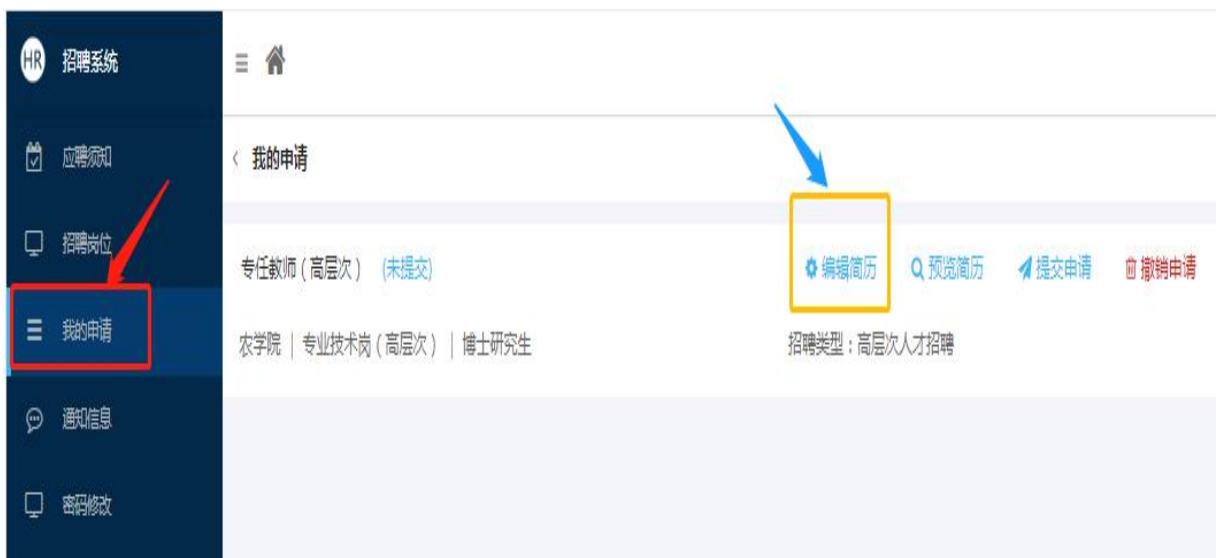 HR 招聘系统
应聘须知
招聘岗位
我的申请
通知信息
密码修改
我的申请
专任教师（高层次） (未提交) 编辑简历 预览简历 提交申请 撤销申请
农学院 | 专业技术岗（高层次） | 博士研究生 招聘类型：高层次人才招聘